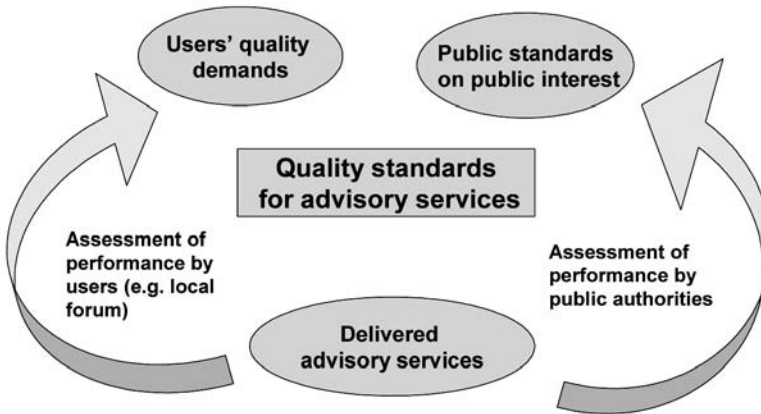 Users’ quality
demands
Public standards
on public interest
Quality standards
for advisory services
Assessment of
performance by
users (e.g. local
forum)
Assessment of
performance by
public authorities
Delivered
advisory services